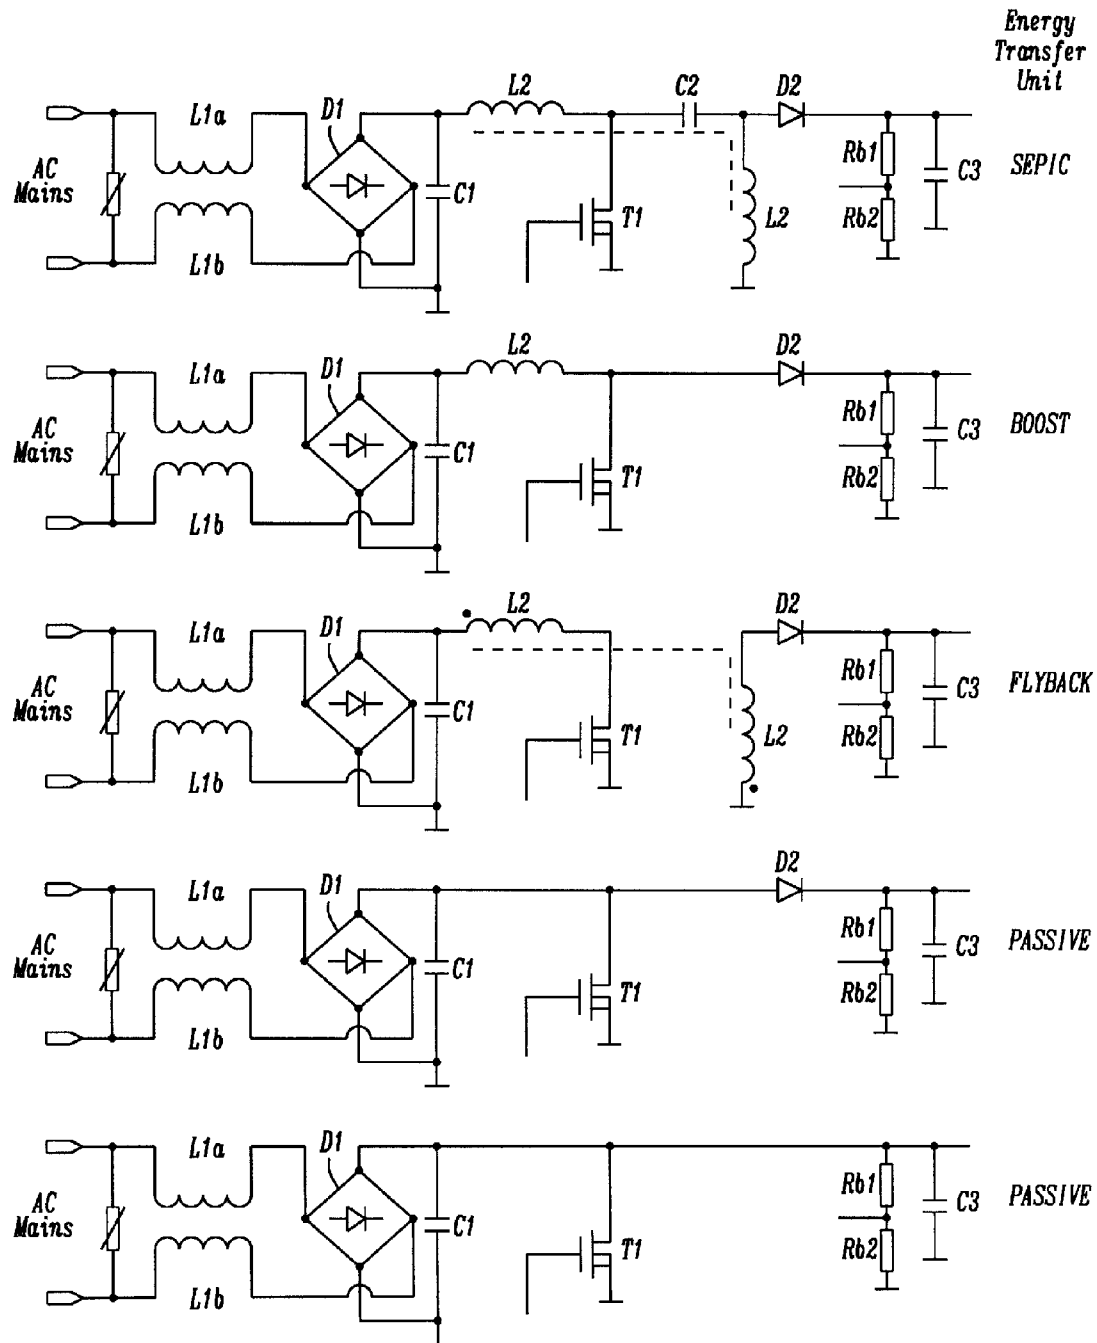 Energy
Transfer
Unit
L1a
D1
L2
C2
D2
AC
Mains
C1
T1
L2
Rb1
Rb2
C3
SEPIC
L1b
L1a
D1
L2
D2
AC
Mains
C1
T1
Rb1
Rb2
C3
BOOST
L1b
L1a
D1
L2
D2
AC
Mains
C1
T1
L2
Rb1
Rb2
C3
FLYBACK
L1b
L1a
D1
D2
AC
Mains
C1
T1
Rb1
Rb2
C3
PASSIVE
L1b
L1a
D1
AC
Mains
C1
T1
Rb1
Rb2
C3
PASSIVE
L1b